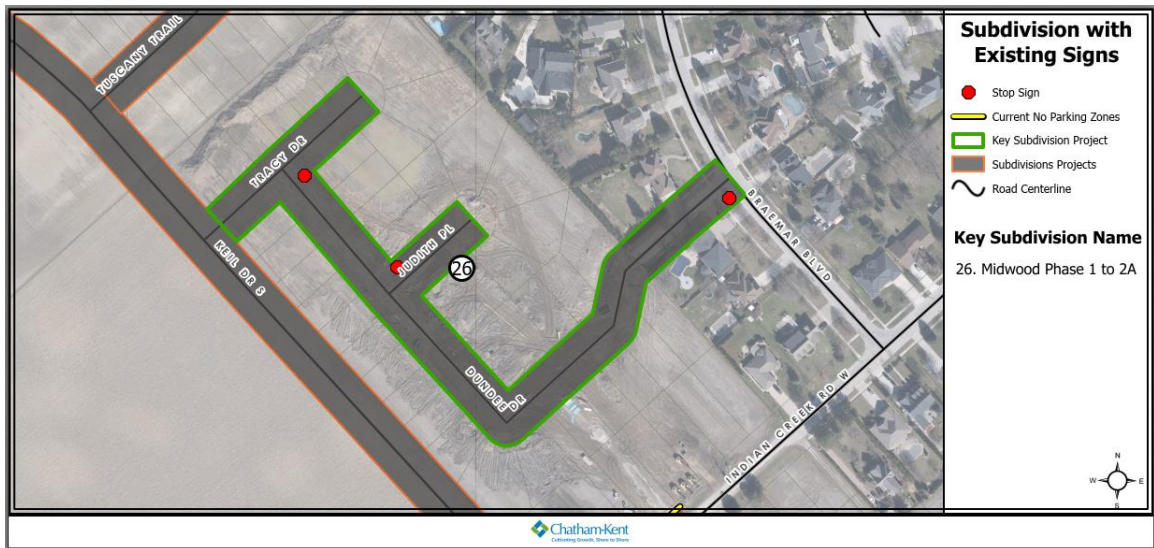 TUSCANY TRAIL
TRACY DR
KEIL DR S
JUDITH PL
26
DUNDEE DR
BRAEMAR BLVD
INDIAN CREEK RD W
Subdivision with
Existing Signs
Stop Sign
Current No Parking Zones
Key Subdivision Project
Subdivisions Projects
Road Centerline
Key Subdivision Name
26. Midwood Phase 1 to 2A
N
W
E
S
Chatham-Kent
Cultivating Growth, Shore to Shore